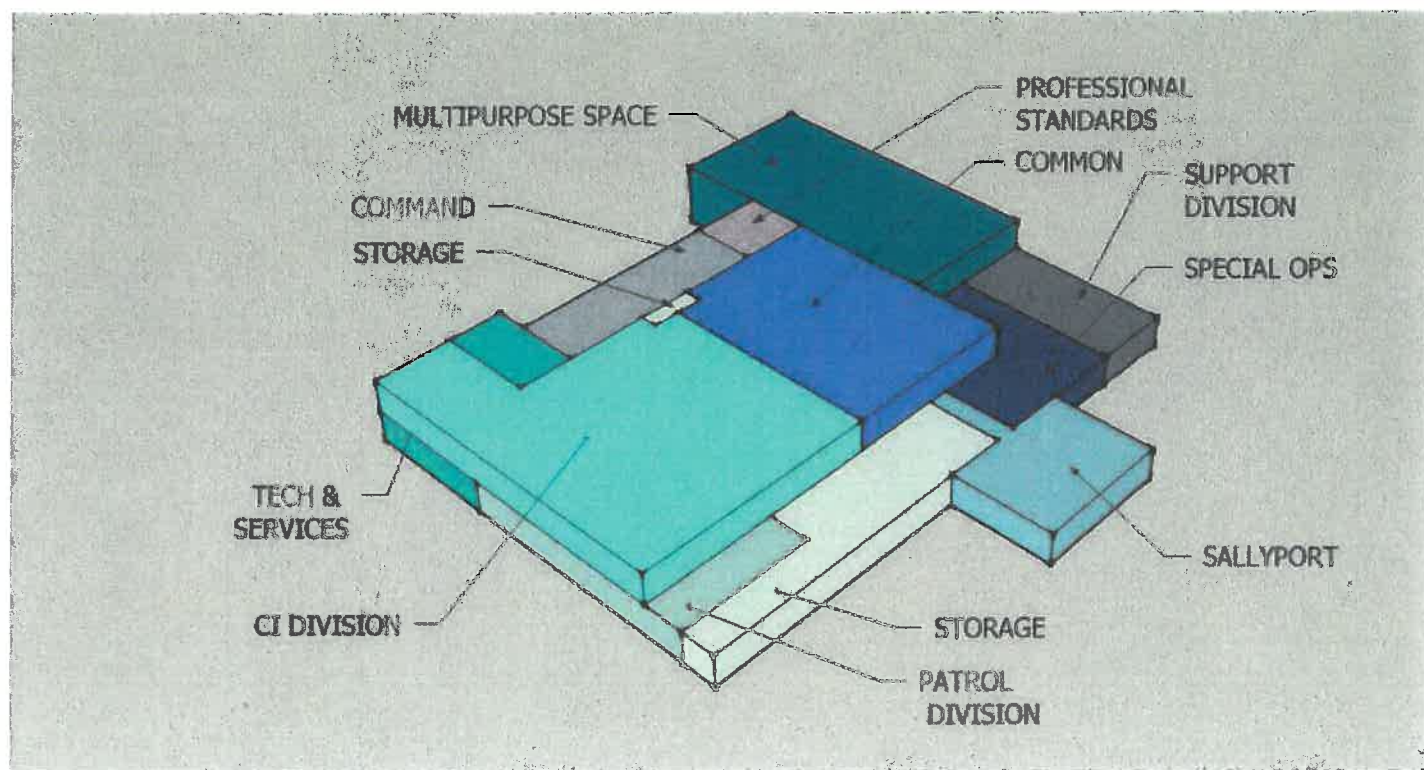 MULTIPURPOSE SPACE
PROFESSIONAL
STANDARDS
COMMON
SUPPORT
DIVISION
COMMAND
STORAGE
SPECIAL OPS
TECH &
SERVICES
SALLYPORT
CI DIVISION
STORAGE
PATROL
DIVISION